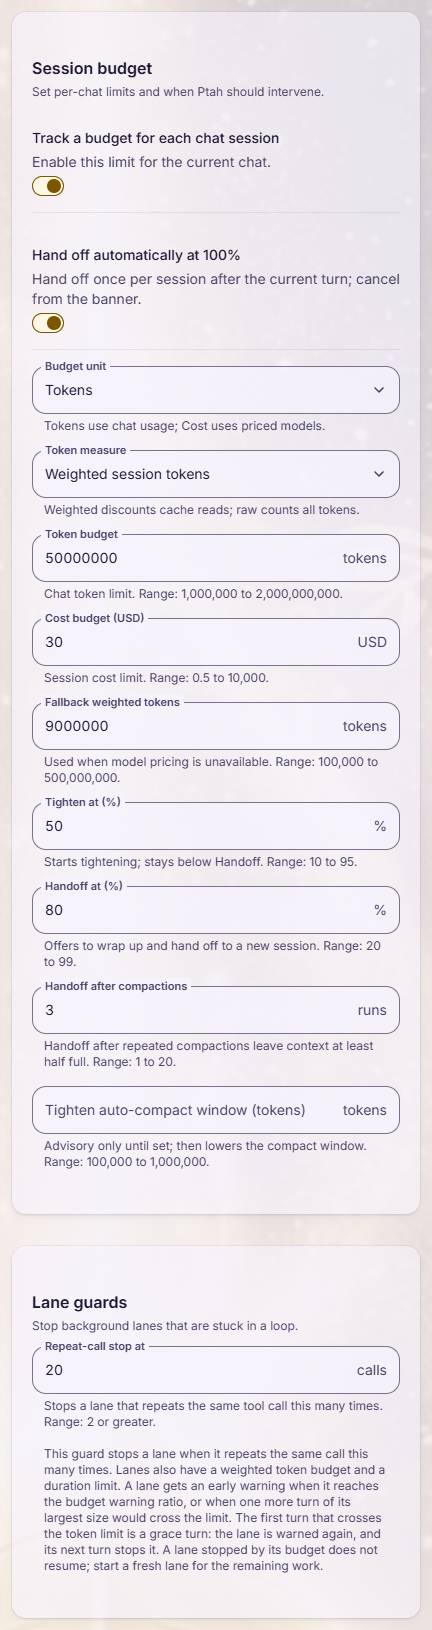 Session budget
Set per-chat limits and when Ptah should intervene.
Track a budget for each chat session
Enable this limit for the current chat.
Hand off automatically at 100%
Hand off once per session after the current turn; cancel
from the banner.
Budget unit
Tokens
Tokens use chat usage; Cost uses priced models.
Token measure
Weighted session tokens
Weighted discounts cache reads; raw counts all tokens.
Token budget
50000000 tokens
Chat token limit. Range: 1,000,000 to 2,000,000,000.
Cost budget (USD)
30 USD
Session cost limit. Range: 0.5 to 10,000.
Fallback weighted tokens
9000000 tokens
Used when model pricing is unavailable. Range: 100,000 to
500,000,000.
Tighten at (%)
50 %
Starts tightening; stays below Handoff. Range: 10 to 95.
Handoff at (%)
80 %
Offers to wrap up and hand off to a new session. Range: 20
to 99.
Handoff after compactions
3 runs
Handoff after repeated compactions leave context at least
half full. Range: 1 to 20.
Tighten auto-compact window (tokens) tokens
Advisory only until set; then lowers the compact window.
Range: 100,000 to 1,000,000.
Lane guards
Stop background lanes that are stuck in a loop.
Repeat-call stop at
20 calls
Stops a lane that repeats the same tool call this many times.
Range: 2 or greater.
This guard stops a lane when it repeats the same call this
many times. Lanes also have a weighted token budget and a
duration limit. A lane gets an early warning when it reaches
the budget warning ratio, or when one more turn of its
largest size would cross the limit. The first turn that crosses
the token limit is a grace turn: the lane is warned again, and
its next turn stops it. A lane stopped by its budget does not
resume; start a fresh lane for the remaining work.